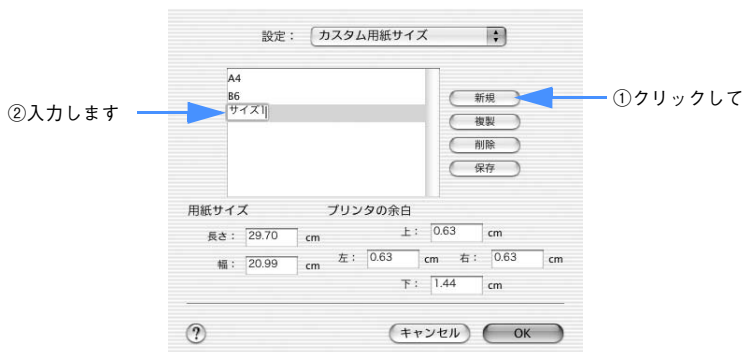 設定： カスタム用紙サイズ
A4
B6
サイズ1
新規
複製
削除
保存
①クリックして
②入力します
用紙サイズ
長さ： 29.70 cm
幅： 20.99 cm
プリンタの余白
上： 0.63 cm
左： 0.63 cm 右： 0.63 cm
下： 1.44 cm
? キャンセル OK